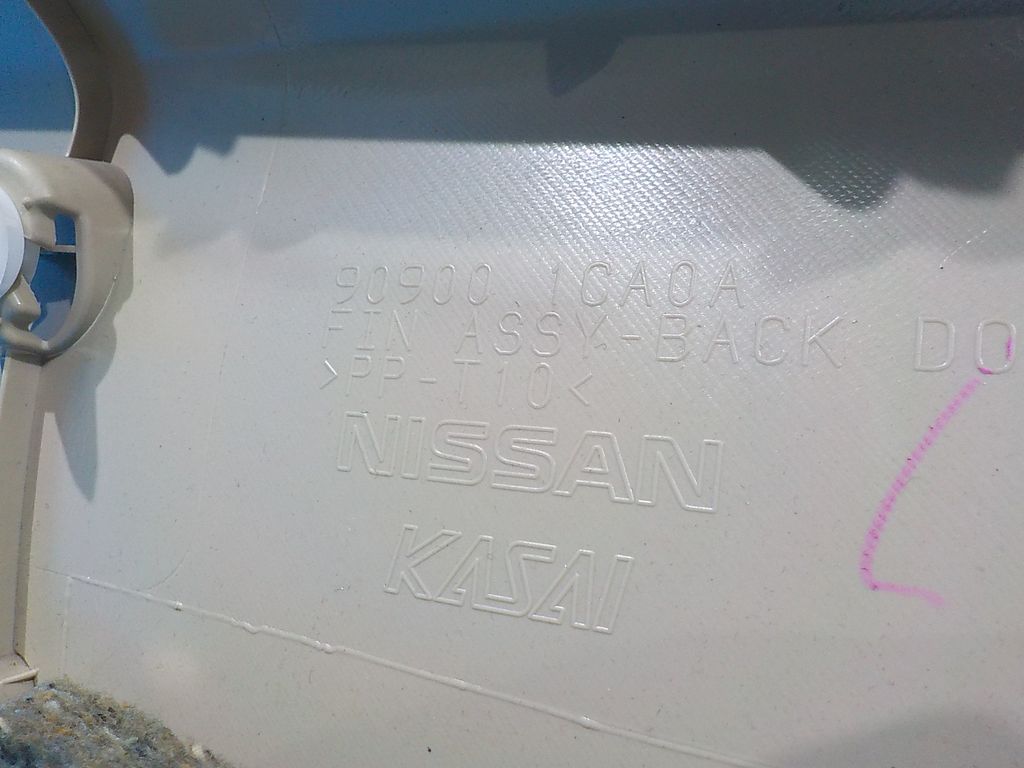 90900 1CA0A
FIN ASSY-BACK DO
>PP-T10<
NISSAN
KASAI